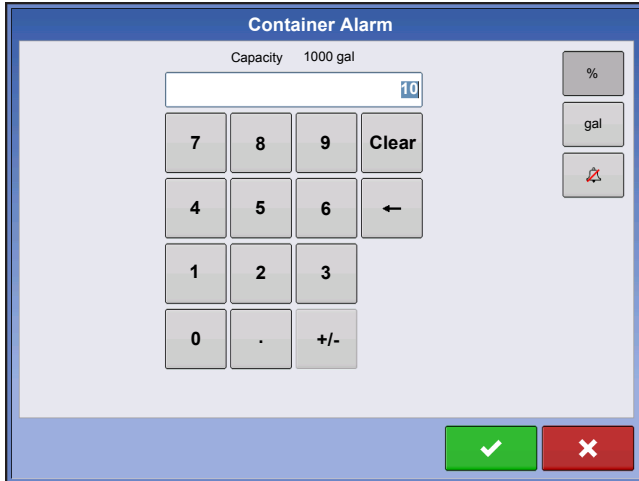 Container Alarm
Capacity 1000 gal
10
%
gal
7 8 9 Clear
4 5 6 ←
1 2 3
0 . +/-